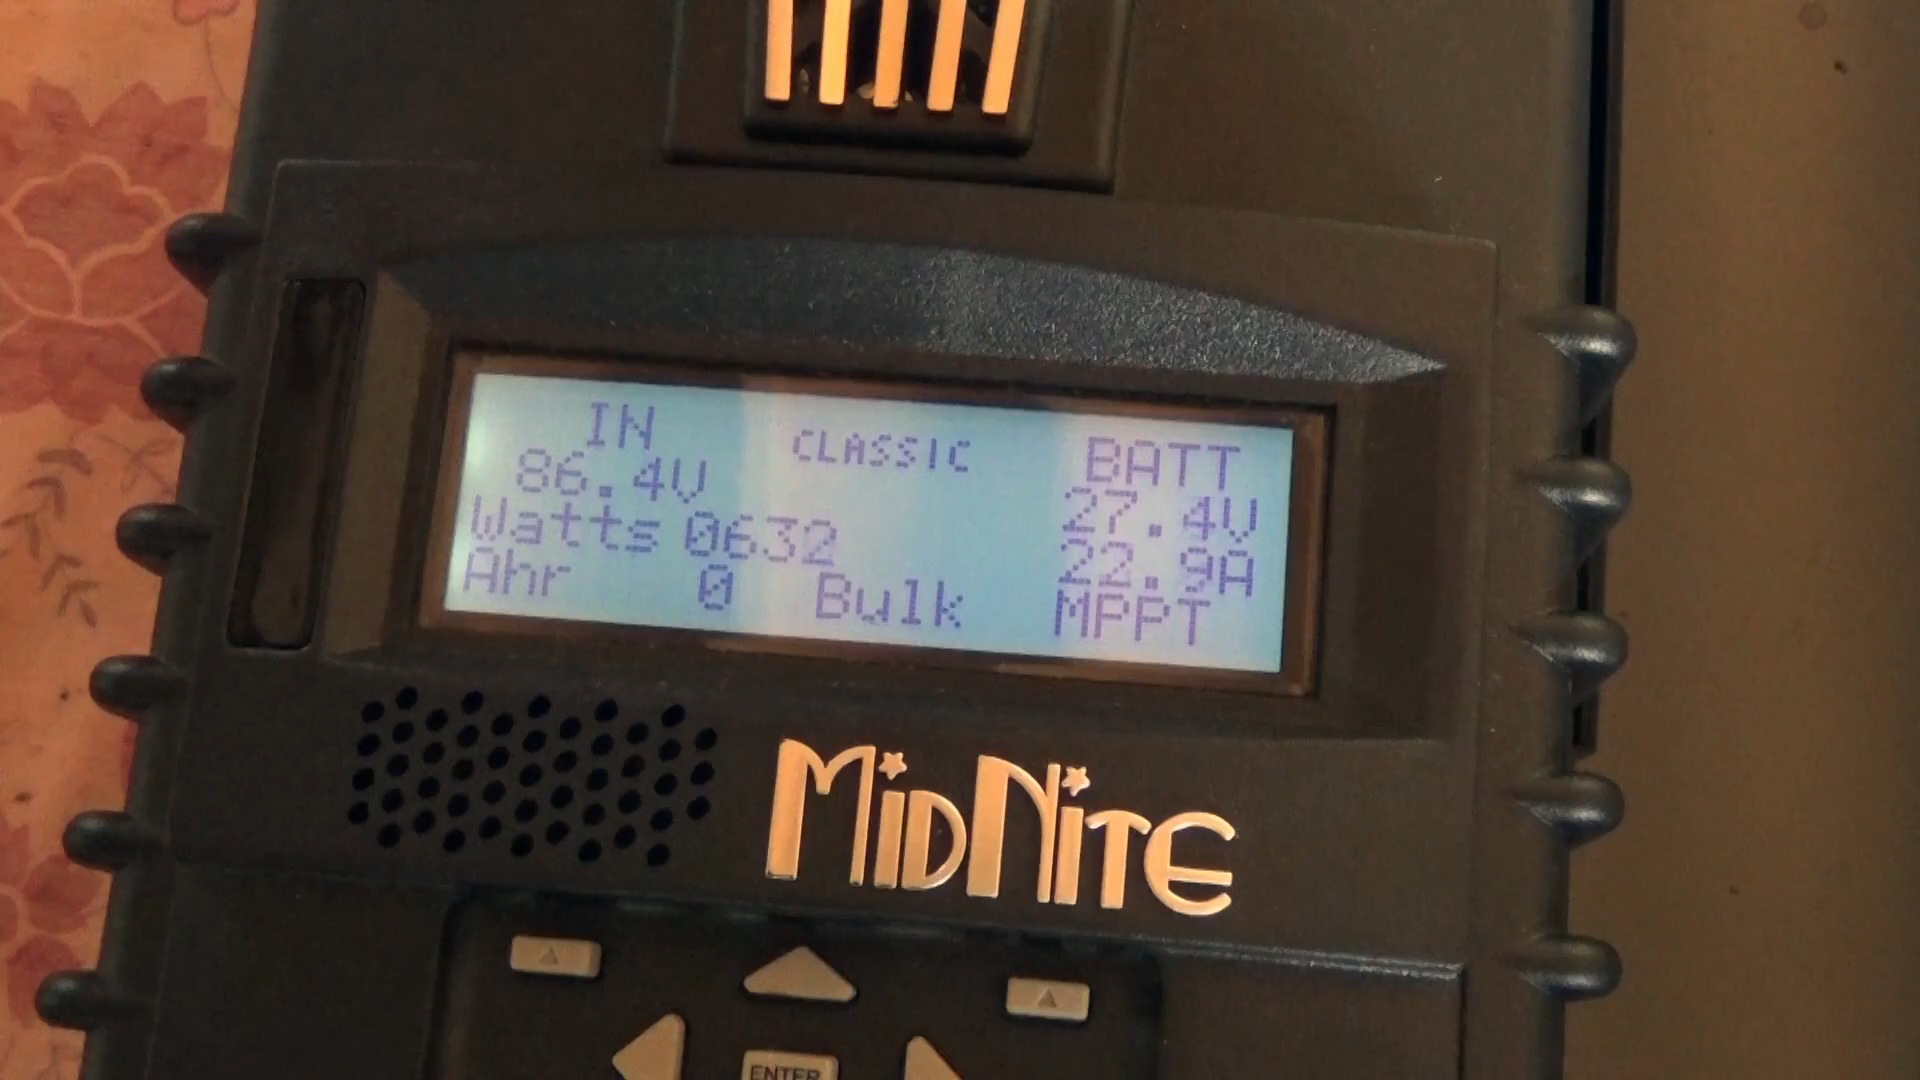 IN CLASSIC BATT
86.4V 27.4V
Watts 0632 22.9A
Ahr 0 Bulk MPPT
MIDNITE
ENTER